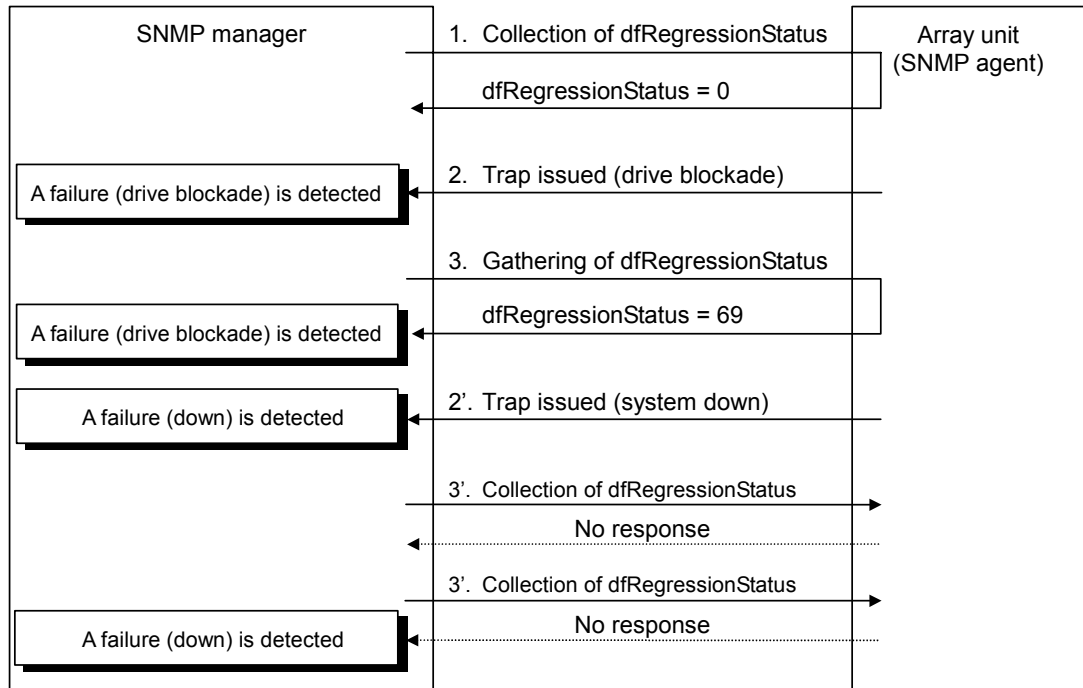 SNMP manager
1. Collection of dfRegressionStatus
Array unit
(SNMP agent)
dfRegressionStatus = 0
A failure (drive blockade) is detected
2. Trap issued (drive blockade)
3. Gathering of dfRegressionStatus
A failure (drive blockade) is detected
dfRegressionStatus = 69
A failure (down) is detected
2’. Trap issued (system down)
3’. Collection of dfRegressionStatus
No response
3’. Collection of dfRegressionStatus
A failure (down) is detected
No response